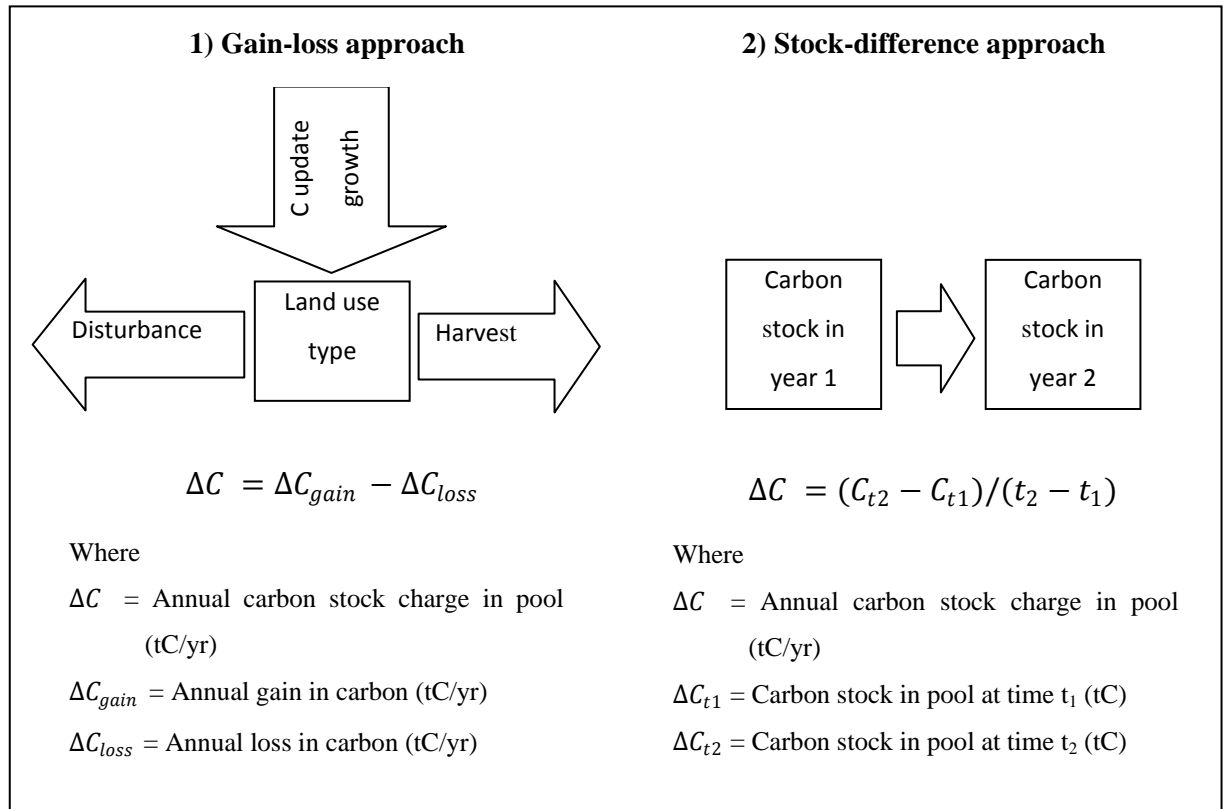 1) Gain-loss approach
C update
growth
Disturbance
Land use
type
Harvest
ΔC = ΔC_gain − ΔC_loss
Where
ΔC = Annual carbon stock charge in pool
(tC/yr)
ΔC_gain = Annual gain in carbon (tC/yr)
ΔC_loss = Annual loss in carbon (tC/yr)
2) Stock-difference approach
Carbon
stock in
year 1
Carbon
stock in
year 2
ΔC = (C_t2 − C_t1)/(t_2 − t_1)
Where
ΔC = Annual carbon stock charge in pool
(tC/yr)
ΔC_t1 = Carbon stock in pool at time t_1 (tC)
ΔC_t2 = Carbon stock in pool at time t_2 (tC)